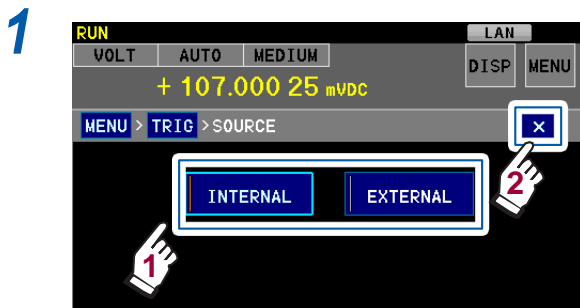 1
RUN LAN
VOLT AUTO MEDIUM DISP MENU
+ 107.000 25 mVDC
MENU > TRIG > SOURCE ×
INTERNAL EXTERNAL
2
1